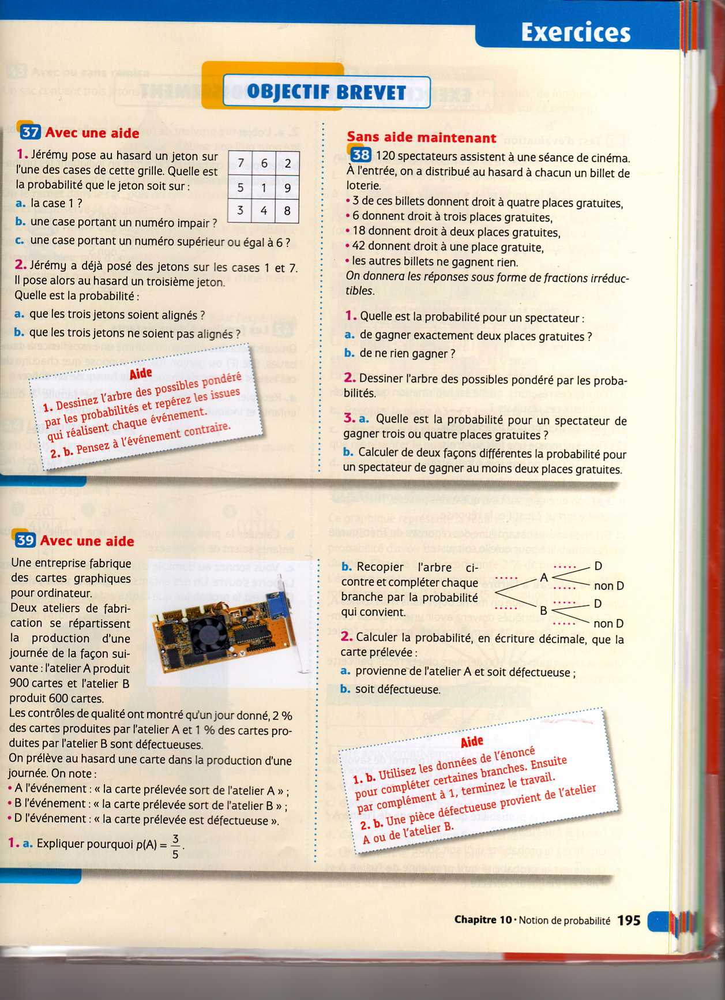 Exercices
OBJECTIF BREVET
37 Avec une aide
1. Jérémy pose au hasard un jeton sur
l'une des cases de cette grille. Quelle est
la probabilité que le jeton soit sur :
a. la case 1 ?
b. une case portant un numéro impair ?
c. une case portant un numéro supérieur ou égal à 6 ?
7 6 2
5 1 9
3 4 8
2. Jérémy a déjà posé des jetons sur les cases 1 et 7.
Il pose alors au hasard un troisième jeton.
Quelle est la probabilité :
a. que les trois jetons soient alignés ?
b. que les trois jetons ne soient pas alignés ?
Aide
1. Dessinez l'arbre des possibles pondéré
par les probabilités et repérez les issues
qui réalisent chaque événement.
2. b. Pensez à l'événement contraire.
Sans aide maintenant
38 120 spectateurs assistent à une séance de cinéma.
À l'entrée, on a distribué au hasard à chacun un billet de
loterie.
• 3 de ces billets donnent droit à quatre places gratuites,
• 6 donnent droit à trois places gratuites,
• 18 donnent droit à deux places gratuites,
• 42 donnent droit à une place gratuite,
• les autres billets ne gagnent rien.
On donnera les réponses sous forme de fractions irréduc-
tibles.
1. Quelle est la probabilité pour un spectateur :
a. de gagner exactement deux places gratuites ?
b. de ne rien gagner ?
2. Dessiner l'arbre des possibles pondéré par les proba-
bilités.
3. a. Quelle est la probabilité pour un spectateur de
gagner trois ou quatre places gratuites ?
b. Calculer de deux façons différentes la probabilité pour
un spectateur de gagner au moins deux places gratuites.
39 Avec une aide
Une entreprise fabrique
des cartes graphiques
pour ordinateur.
Deux ateliers de fabri-
cation se répartissent
la production d'une
journée de la façon sui-
vante : l'atelier A produit
900 cartes et l'atelier B
produit 600 cartes.
Les contrôles de qualité ont montré qu'un jour donné, 2 %
des cartes produites par l'atelier A et 1 % des cartes pro-
duites par l'atelier B sont défectueuses.
On prélève au hasard une carte dans la production d'une
journée. On note :
• A l'événement : « la carte prélevée sort de l'atelier A » ;
• B l'événement : « la carte prélevée sort de l'atelier B » ;
• D l'événement : « la carte prélevée est défectueuse ».
1. a. Expliquer pourquoi p(A) = 3/5.
b. Recopier l'arbre ci-
contre et compléter chaque
branche par la probabilité
qui convient.
..... D
..... A
..... non D
..... D
..... B
..... non D
2. Calculer la probabilité, en écriture décimale, que la
carte prélevée :
a. provienne de l'atelier A et soit défectueuse ;
b. soit défectueuse.
Aide
1. b. Utilisez les données de l'énoncé
pour compléter certaines branches. Ensuite
par complément à 1, terminez le travail.
2. b. Une pièce défectueuse provient de l'atelier
A ou de l'atelier B.
Chapitre 10 • Notion de probabilité 195